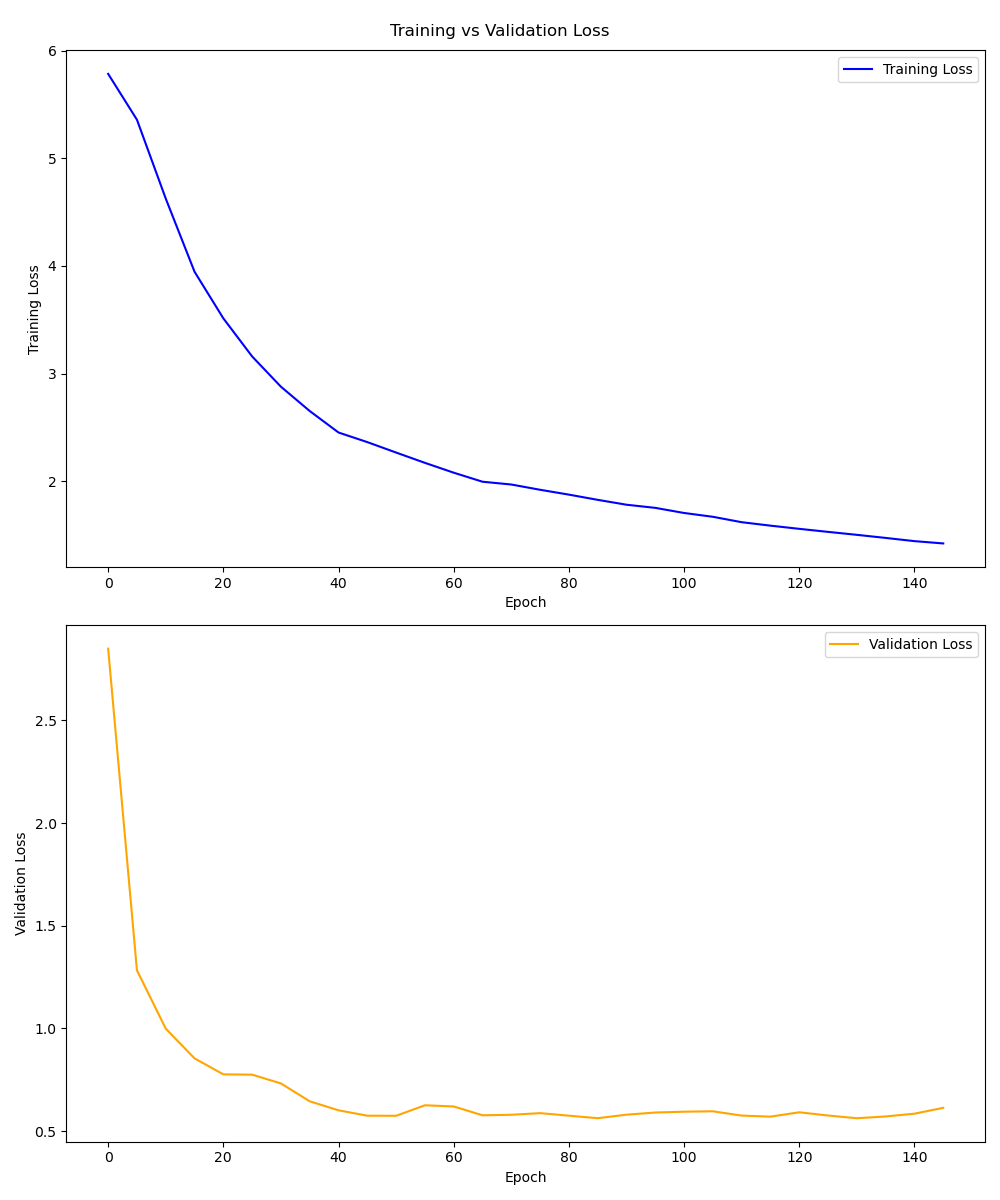 Training vs Validation Loss
6
5
4
3
2
Training Loss
Training Loss
0 20 40 60 80 100 120 140
Epoch
2.5
2.0
1.5
1.0
0.5
Validation Loss
Validation Loss
0 20 40 60 80 100 120 140
Epoch